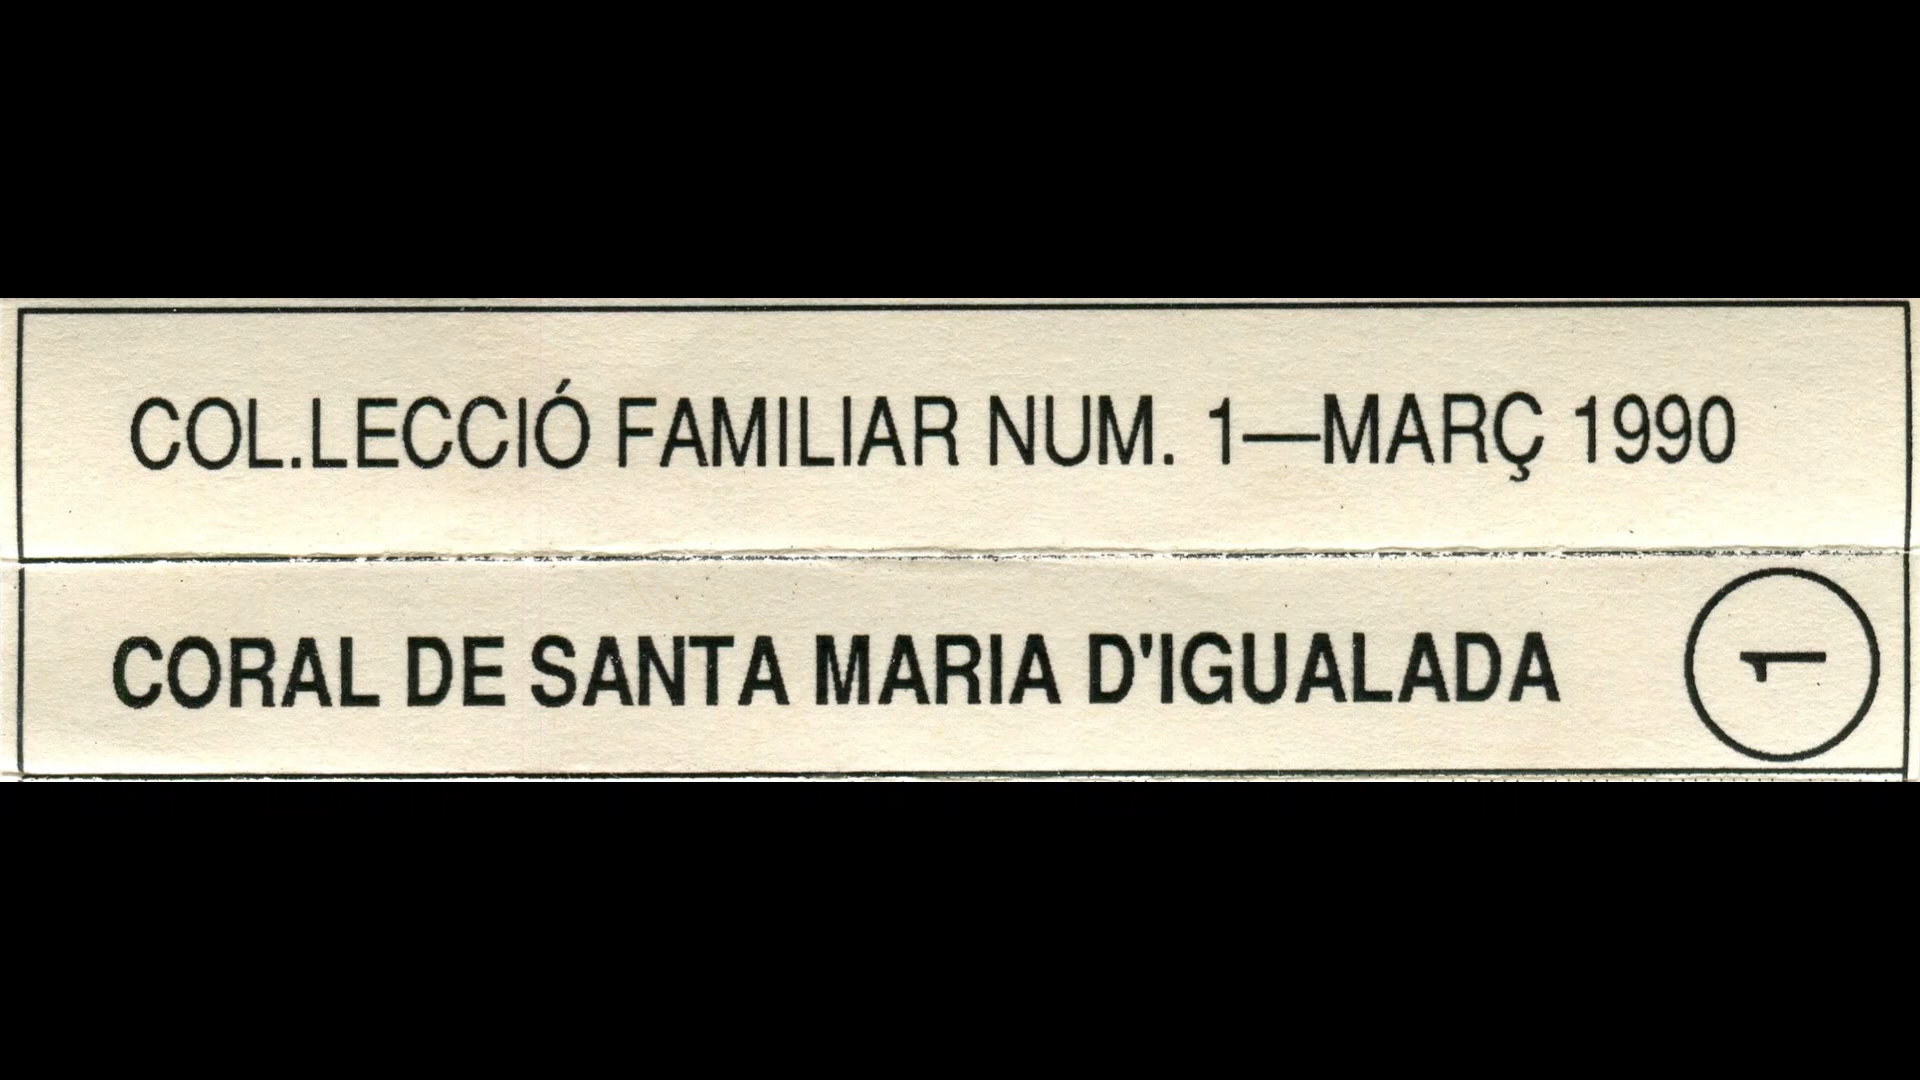 COL.LECCIÓ FAMILIAR NUM. 1—MARÇ 1990
CORAL DE SANTA MARIA D'IGUALADA
1